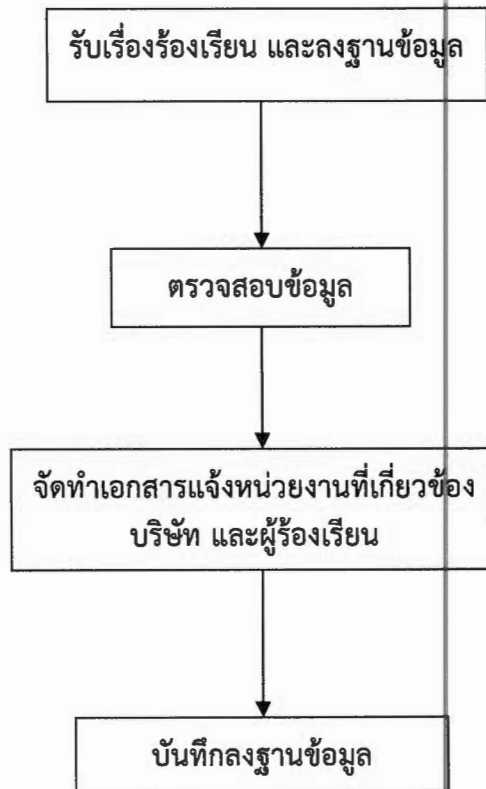 รับเรื่องร้องเรียน และลงฐานข้อมูล
ตรวจสอบข้อมูล
จัดทำเอกสารแจ้งหน่วยงานที่เกี่ยวข้อง
บริษัท และผู้ร้องเรียน
บันทึกลงฐานข้อมูล